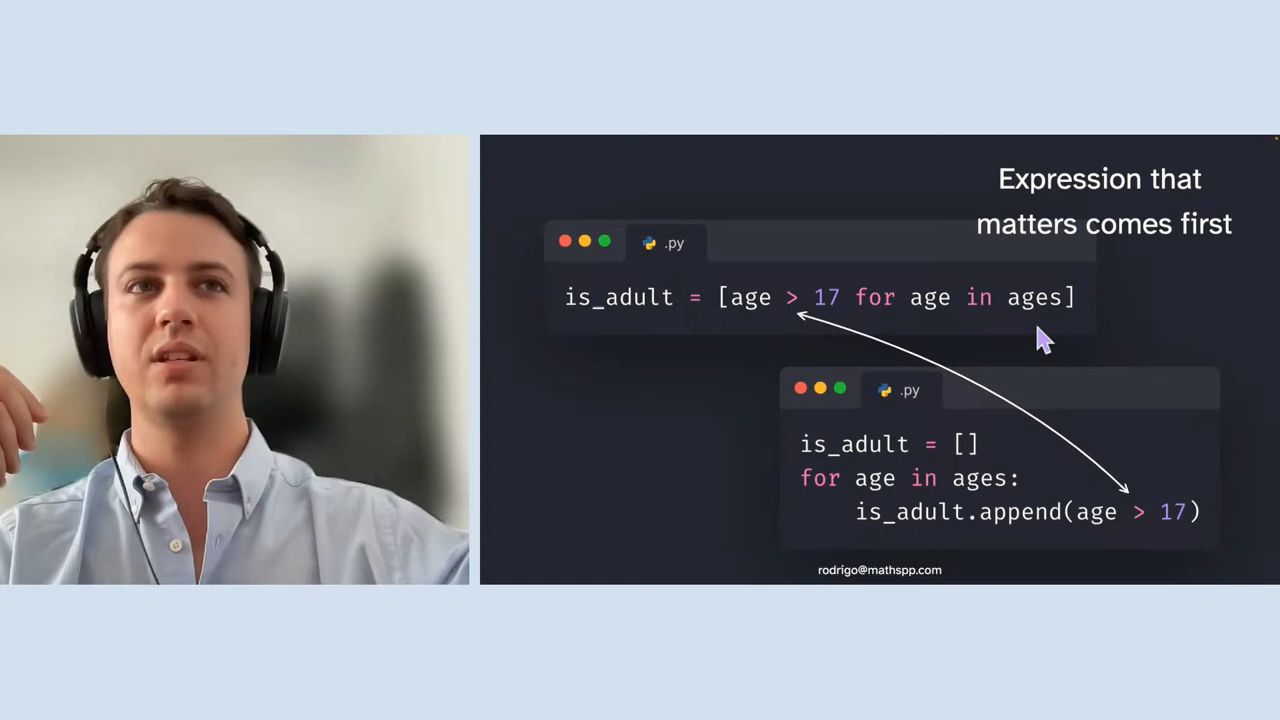 Expression that
matters comes first
.py
is_adult = [age > 17 for age in ages]
.py
is_adult = []
for age in ages:
    is_adult.append(age > 17)
rodrigo@mathspp.com